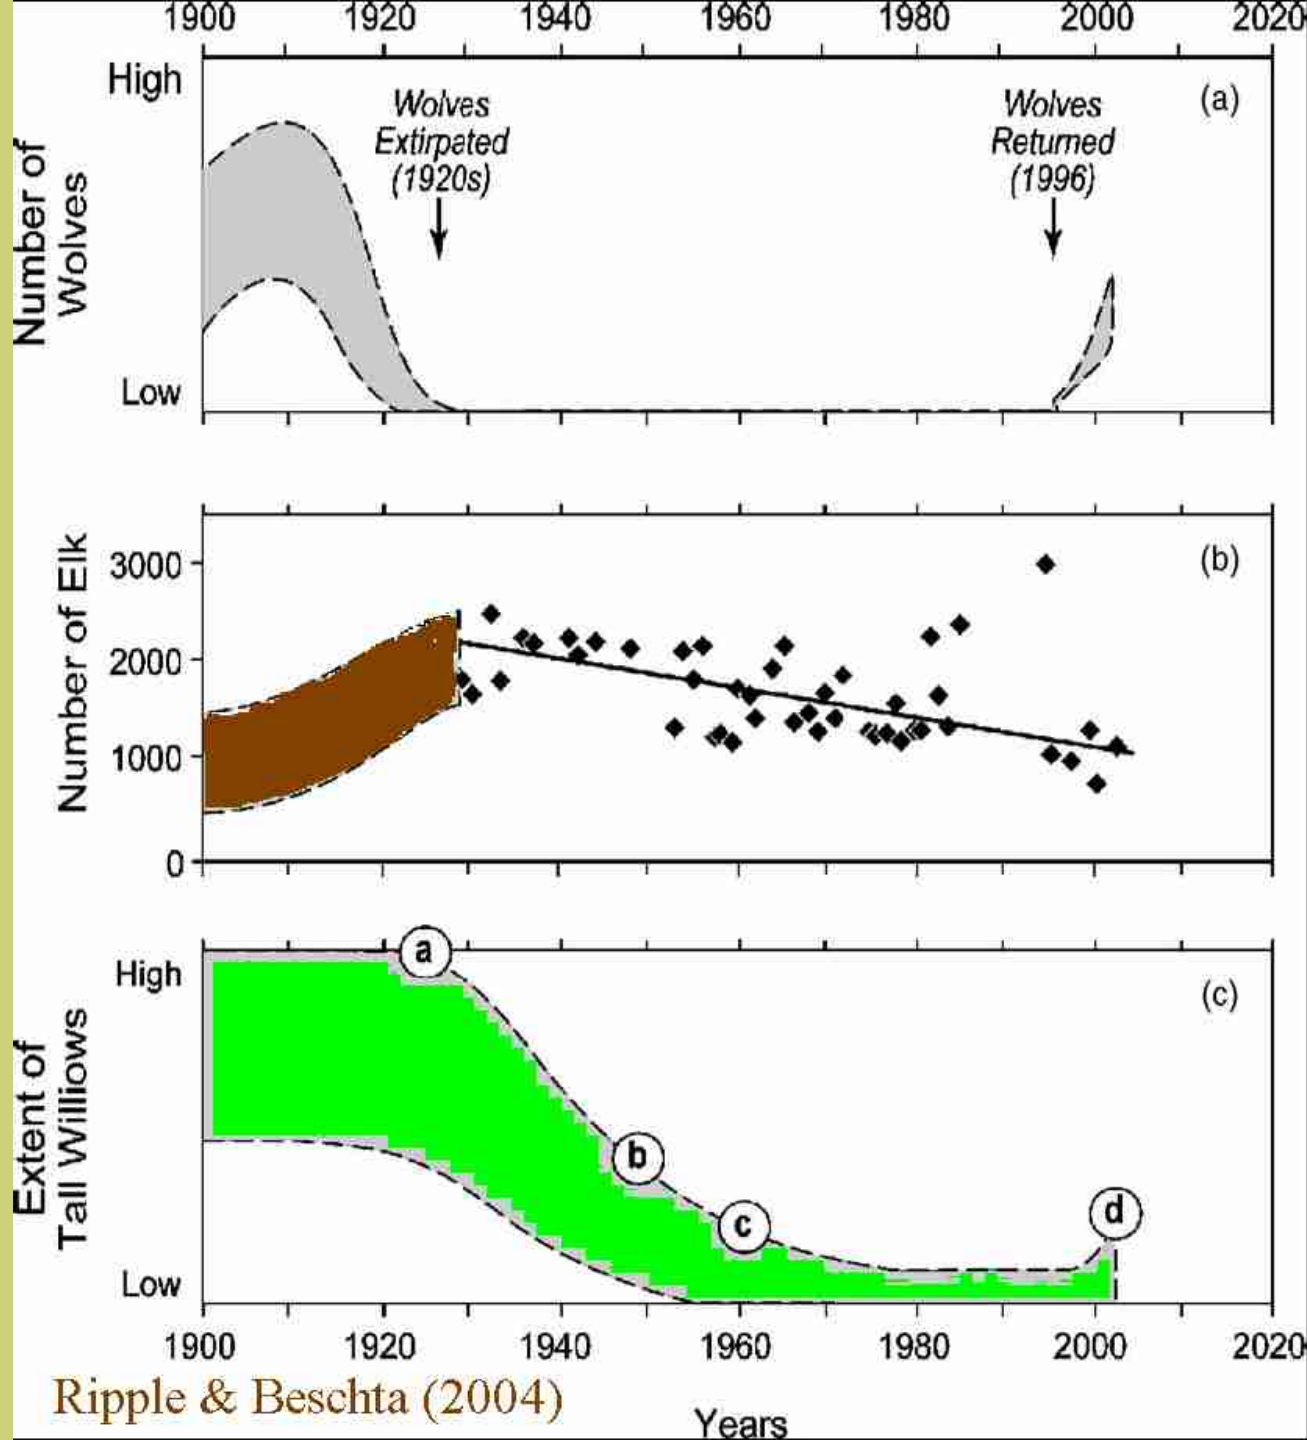 1900 1920 1940 1960 1980 2000 2020
High
Number of
Wolves
Low
Wolves
Extirpated
(1920s)
Wolves
Returned
(1996)
(a)
Number of Elk
3000
2000
1000
0
(b)
Extent of
Tall Williows
High
Low
a
b
c
d
(c)
1900 1920 1940 1960 1980 2000 2020
Ripple & Beschta (2004)
Years